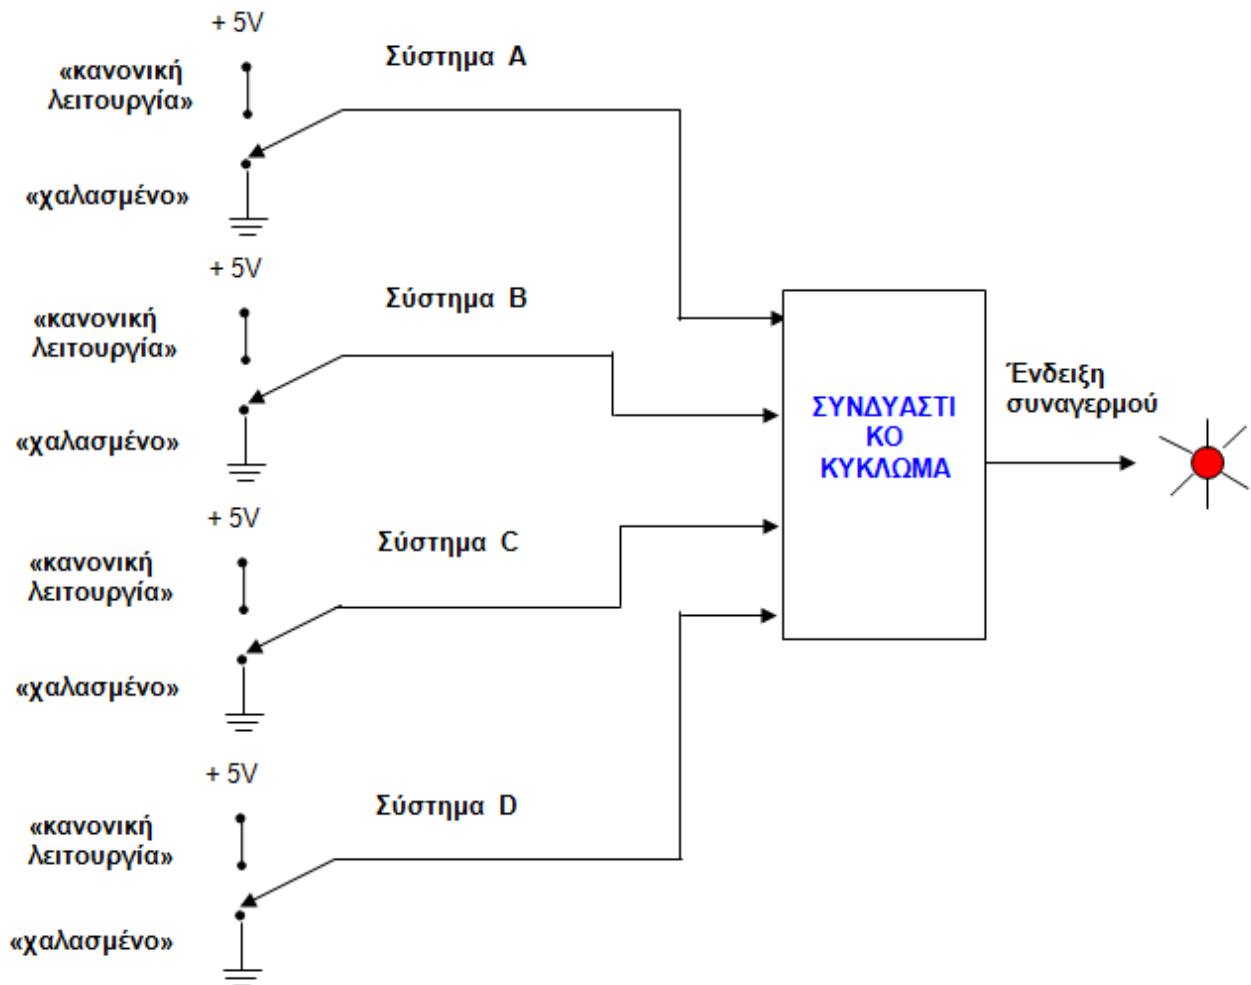 + 5V
Σύστημα A
«κανονική
λειτουργία»
«χαλασμένο»
+ 5V
Σύστημα B
«κανονική
λειτουργία»
«χαλασμένο»
Ένδειξη
συναγερμού
ΣΥΝΔΥΑΣΤΙ
ΚΟ
ΚΥΚΛΩΜΑ
+ 5V
Σύστημα C
«κανονική
λειτουργία»
«χαλασμένο»
+ 5V
Σύστημα D
«κανονική
λειτουργία»
«χαλασμένο»